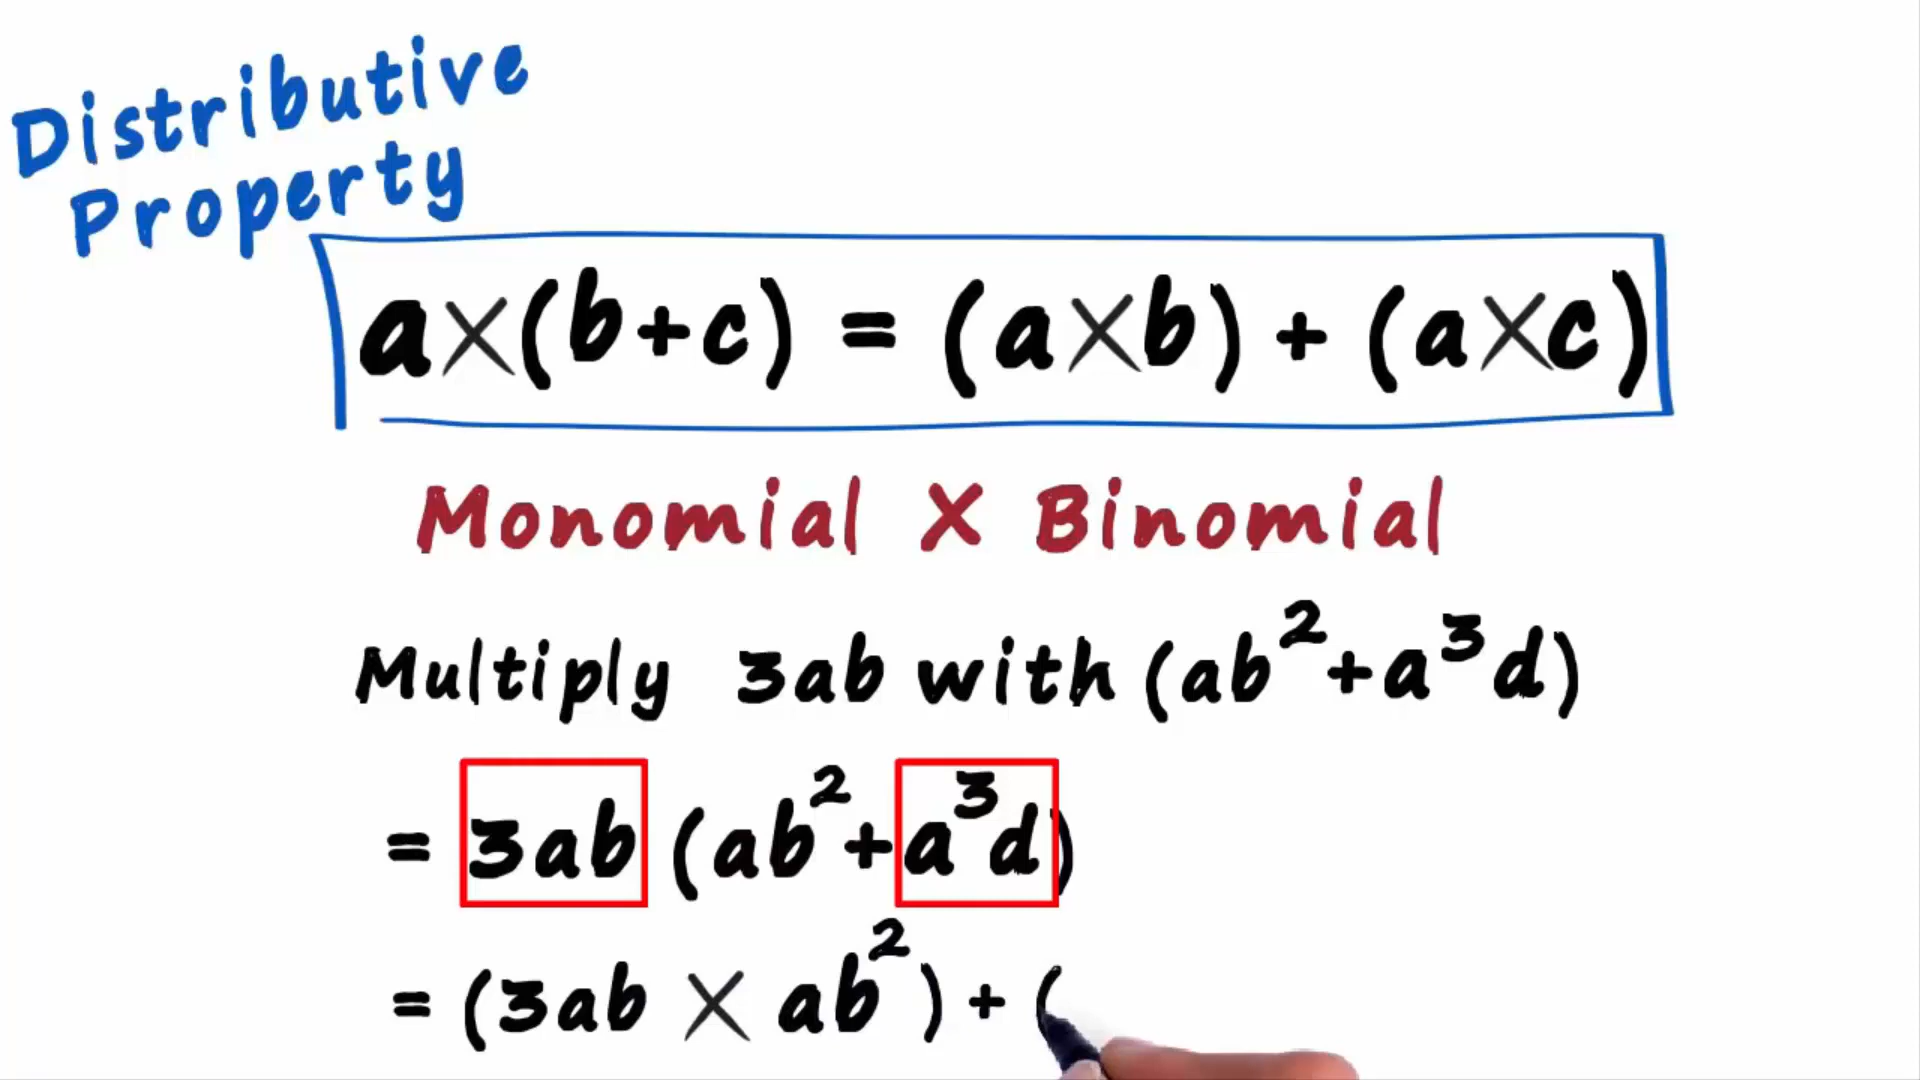 Distributive
Property
a×(b+c) = (a×b) + (a×c)
Monomial X Binomial
Multiply 3ab with (ab²+a³d)
= 3ab (ab²+a³d)
= (3ab × ab²) + (